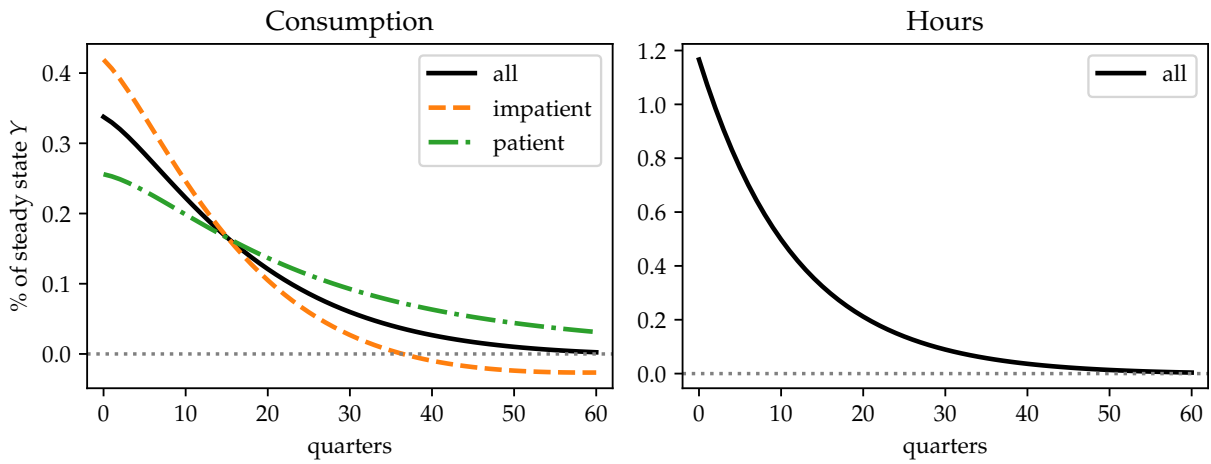 Consumption
% of steady state Y
0.4
0.3
0.2
0.1
0.0
all
impatient
patient
0 10 20 30 40 50 60
quarters
Hours
1.2
1.0
0.8
0.6
0.4
0.2
0.0
all
0 10 20 30 40 50 60
quarters